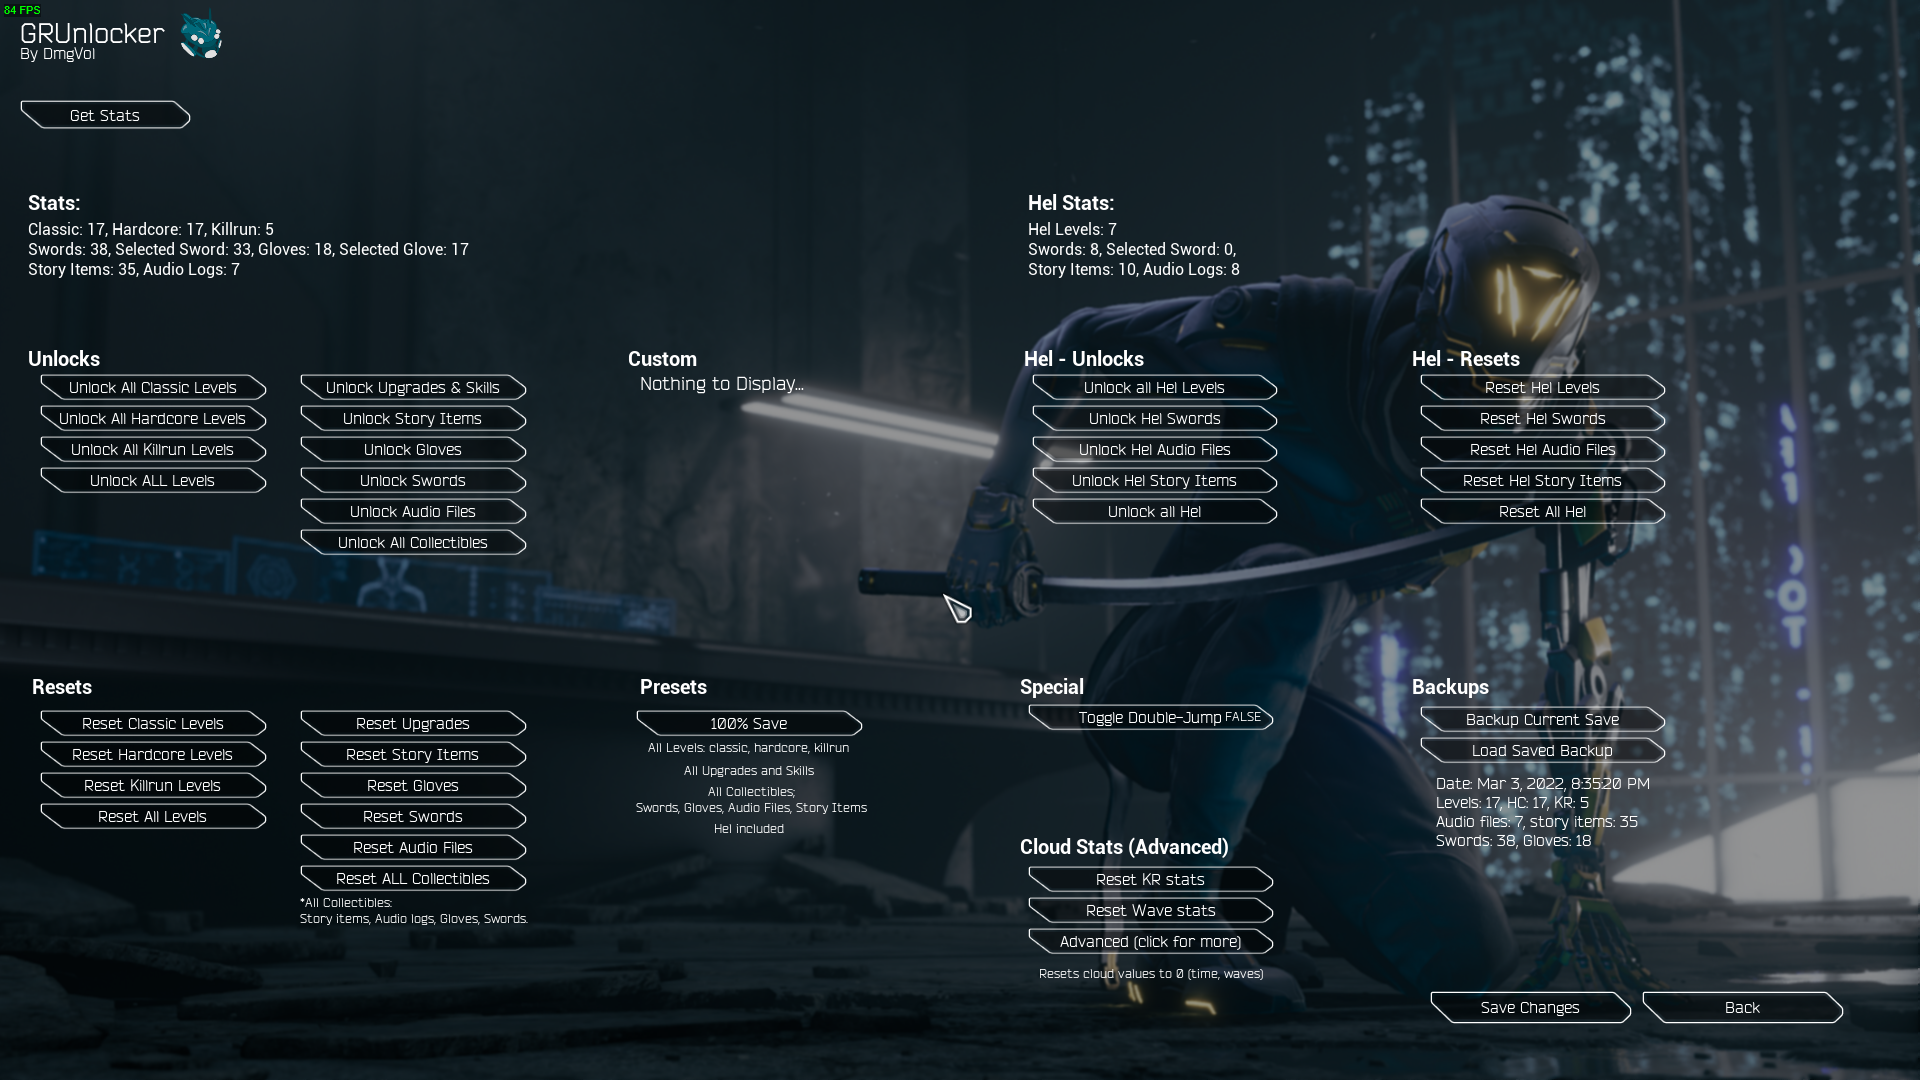 84 FPS
GRUnlocker
By DmgVol
Get Stats
Stats:
Classic: 17, Hardcore: 17, Killrun: 5
Swords: 38, Selected Sword: 33, Gloves: 18, Selected Glove: 17
Story Items: 35, Audio Logs: 7
Hel Stats:
Hel Levels: 7
Swords: 8, Selected Sword: 0,
Story Items: 10, Audio Logs: 8
Unlocks
Unlock All Classic Levels
Unlock All Hardcore Levels
Unlock All Killrun Levels
Unlock ALL Levels
Unlock Upgrades & Skills
Unlock Story Items
Unlock Gloves
Unlock Swords
Unlock Audio Files
Unlock All Collectibles
Custom
Nothing to Display...
Hel - Unlocks
Unlock all Hel Levels
Unlock Hel Swords
Unlock Hel Audio Files
Unlock Hel Story Items
Unlock all Hel
Hel - Resets
Reset Hel Levels
Reset Hel Swords
Reset Hel Audio Files
Reset Hel Story Items
Reset All Hel
Resets
Reset Classic Levels
Reset Hardcore Levels
Reset Killrun Levels
Reset All Levels
Reset Upgrades
Reset Story Items
Reset Gloves
Reset Swords
Reset Audio Files
Reset ALL Collectibles
*All Collectibles:
Story items, Audio logs, Gloves, Swords.
Presets
100% Save
All Levels: classic, hardcore, killrun
All Upgrades and Skills
All Collectibles;
Swords, Gloves, Audio Files, Story Items
Hel included
Special
Toggle Double-Jump FALSE
Cloud Stats (Advanced)
Reset KR stats
Reset Wave stats
Advanced (click for more)
Resets cloud values to 0 (time, waves)
Backups
Backup Current Save
Load Saved Backup
Date: Mar 3, 2022, 8:35:20 PM
Levels: 17, HC: 17, KR: 5
Audio files: 7, story items: 35
Swords: 38, Gloves: 18
Save Changes
Back